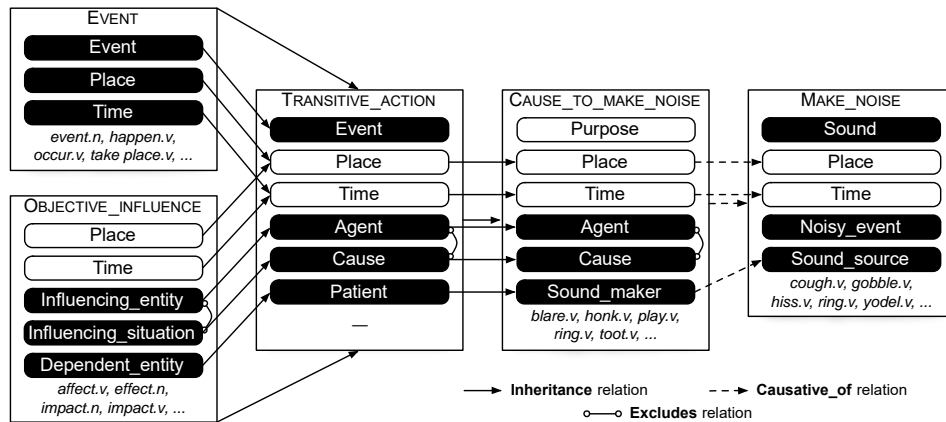 EVENT
Event
Place
Time
event.n, happen.v,
occur.v, take place.v, ...
OBJECTIVE_INFLUENCE
Place
Time
Influencing_entity
Influencing_situation
Dependent_entity
affect.v, effect.n,
impact.n, impact.v, ...
TRANSITIVE_ACTION
Event
Place
Time
Agent
Cause
Patient
—
CAUSE_TO_MAKE_NOISE
Purpose
Place
Time
Agent
Cause
Sound_maker
blare.v, honk.v, play.v,
ring.v, toot.v, ...
MAKE_NOISE
Sound
Place
Time
Noisy_event
Sound_source
cough.v, gobble.v,
hiss.v, ring.v, yodel.v, ...
Inheritance relation
Causative_of relation
Excludes relation